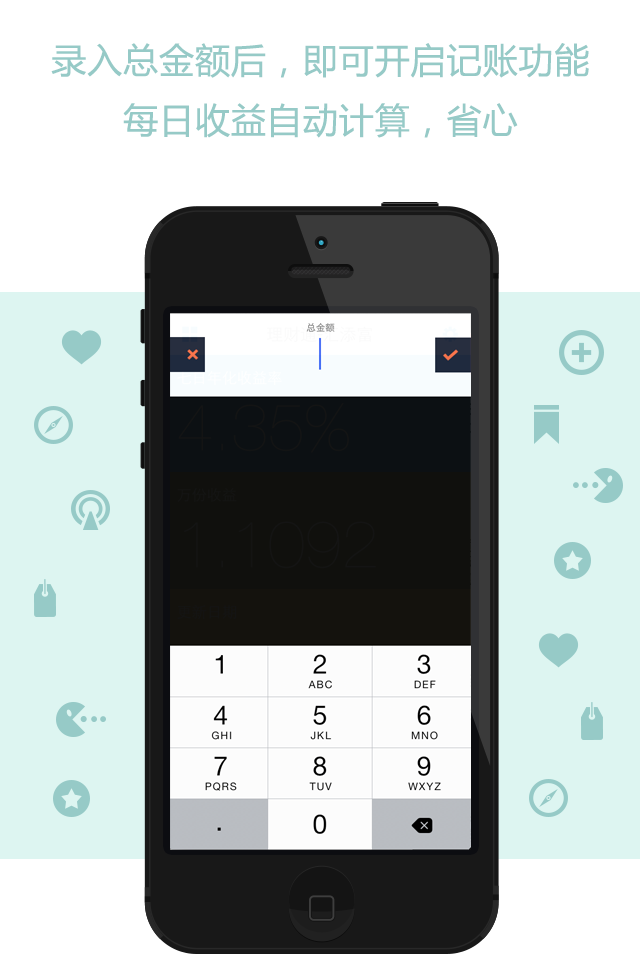 录入总金额后，即可开启记账功能
每日收益自动计算，省心
总金额
4.35%
1.1092
1
2
ABC
3
DEF
4
GHI
5
JKL
6
MNO
7
PQRS
8
TUV
9
WXYZ
.
0